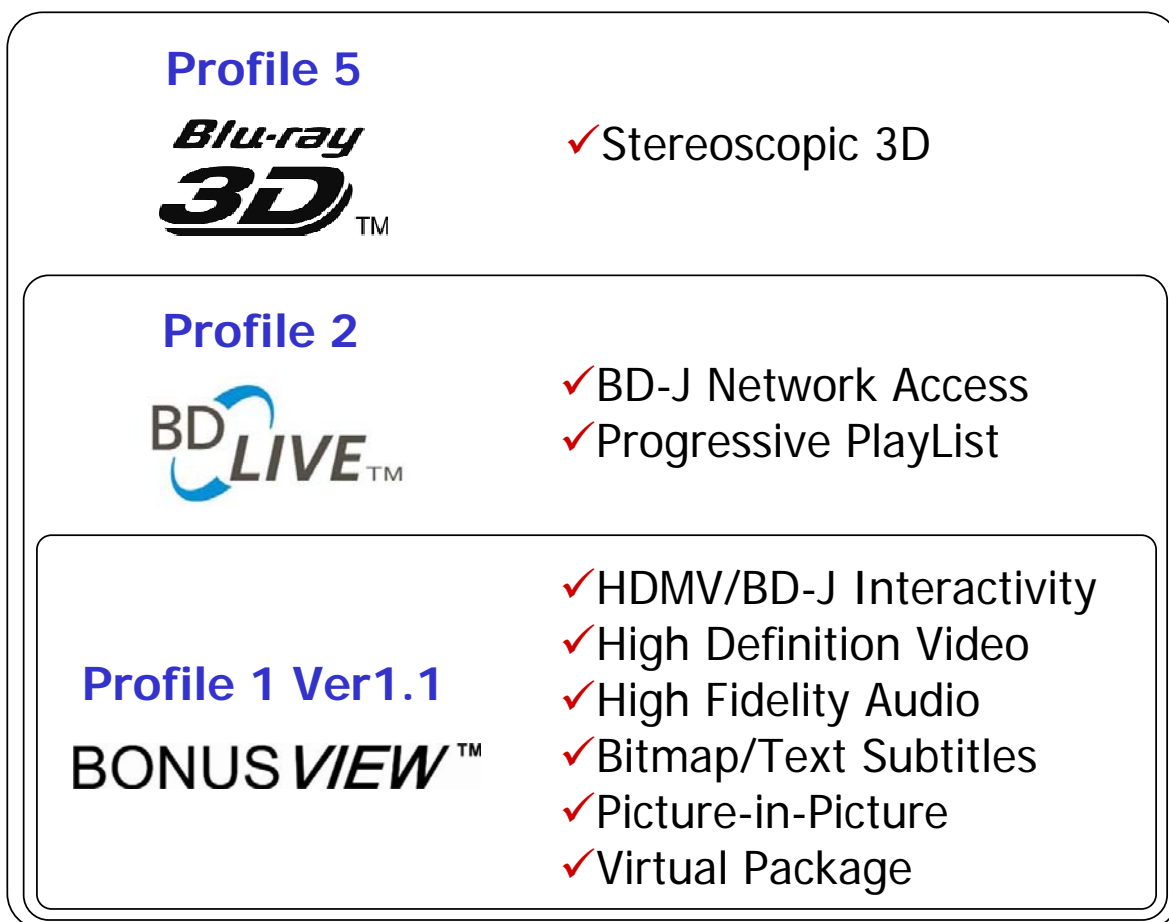 Profile 5
Blu-ray
3D TM
✓Stereoscopic 3D
Profile 2
BD LIVE TM
✓BD-J Network Access
✓Progressive PlayList
Profile 1 Ver1.1
BONUSVIEW ™
✓HDMV/BD-J Interactivity
✓High Definition Video
✓High Fidelity Audio
✓Bitmap/Text Subtitles
✓Picture-in-Picture
✓Virtual Package